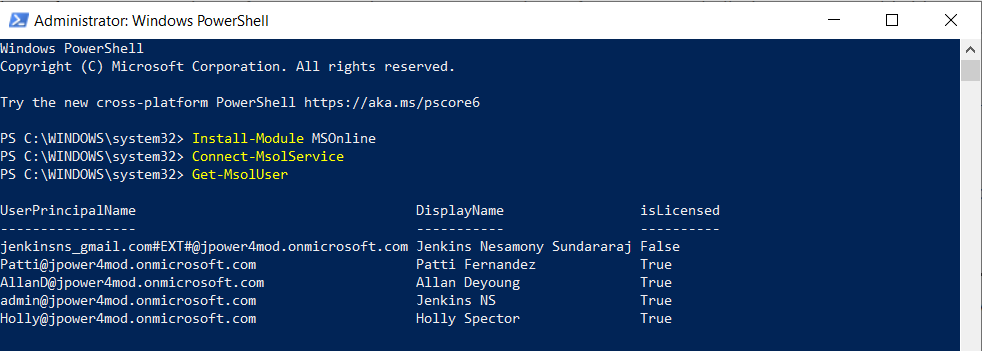 Administrator: Windows PowerShell
Windows PowerShell
Copyright (C) Microsoft Corporation. All rights reserved.
Try the new cross-platform PowerShell https://aka.ms/pscore6
PS C:\WINDOWS\system32> Install-Module MSOnline
PS C:\WINDOWS\system32> Connect-MsolService
PS C:\WINDOWS\system32> Get-MsolUser
UserPrincipalName DisplayName isLicensed
----------------- ----------- ----------
jenkinsns_gmail.com#EXT#@jpower4mod.onmicrosoft.com Jenkins Nesamony Sundararaj False
Patti@jpower4mod.onmicrosoft.com Patti Fernandez True
AllanD@jpower4mod.onmicrosoft.com Allan Deyoung True
admin@jpower4mod.onmicrosoft.com Jenkins NS True
Holly@jpower4mod.onmicrosoft.com Holly Spector True